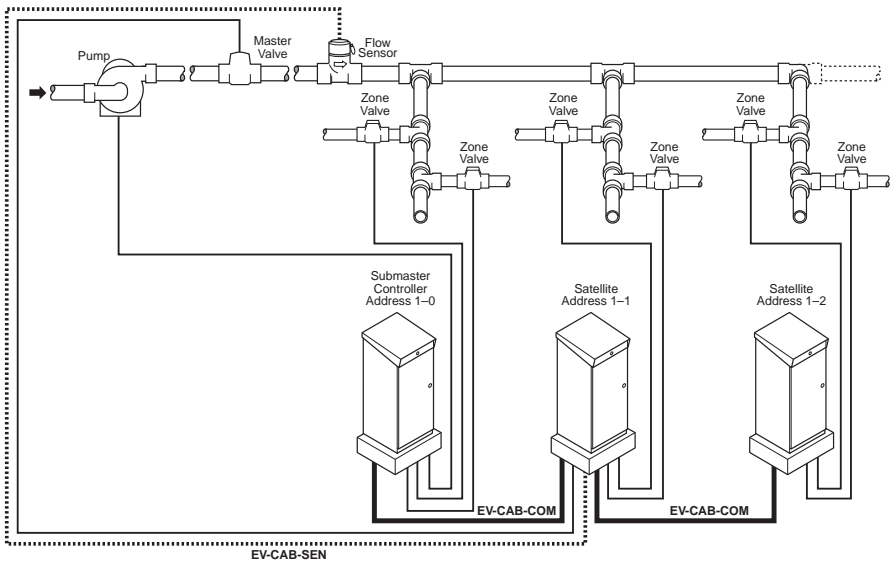 Pump
Master
Valve
Flow
Sensor
Zone
Valve
Zone
Valve
Zone
Valve
Zone
Valve
Zone
Valve
Zone
Valve
Submaster
Controller
Address 1–0
Satellite
Address 1–1
Satellite
Address 1–2
EV-CAB-COM
EV-CAB-COM
EV-CAB-SEN